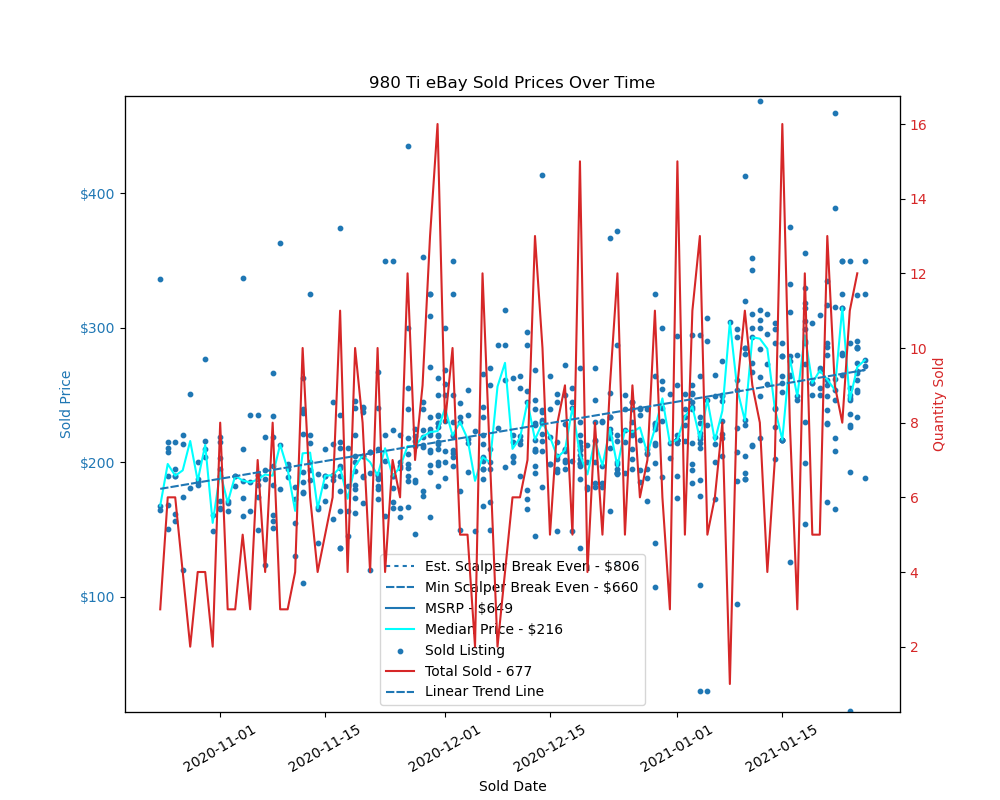 980 Ti eBay Sold Prices Over Time
Sold Price
$400
$300
$200
$100
16
14
12
10
8
6
4
2
Quantity Sold
Est. Scalper Break Even - $806
Min Scalper Break Even - $660
MSRP - $649
Median Price - $216
Sold Listing
Total Sold - 677
Linear Trend Line
2020-11-01
2020-11-15
2020-12-01
2020-12-15
2021-01-01
2021-01-15
Sold Date